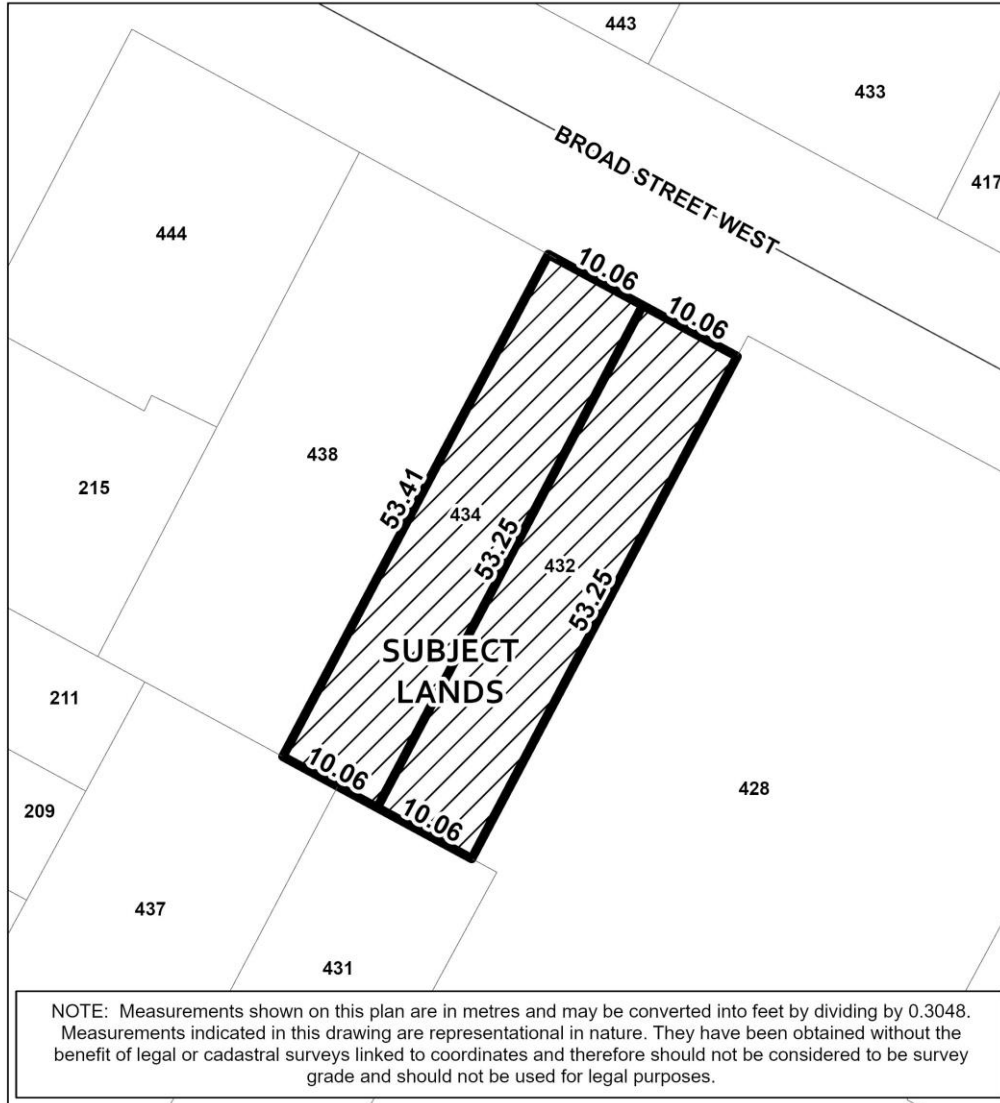 443
433
417
BROAD STREET WEST
444
10.06
10.06
438
215
53.41
434
53.25
432
53.25
SUBJECT
LANDS
211
10.06
10.06
428
209
437
431
NOTE: Measurements shown on this plan are in metres and may be converted into feet by dividing by 0.3048.
Measurements indicated in this drawing are representational in nature. They have been obtained without the
benefit of legal or cadastral surveys linked to coordinates and therefore should not be considered to be survey
grade and should not be used for legal purposes.